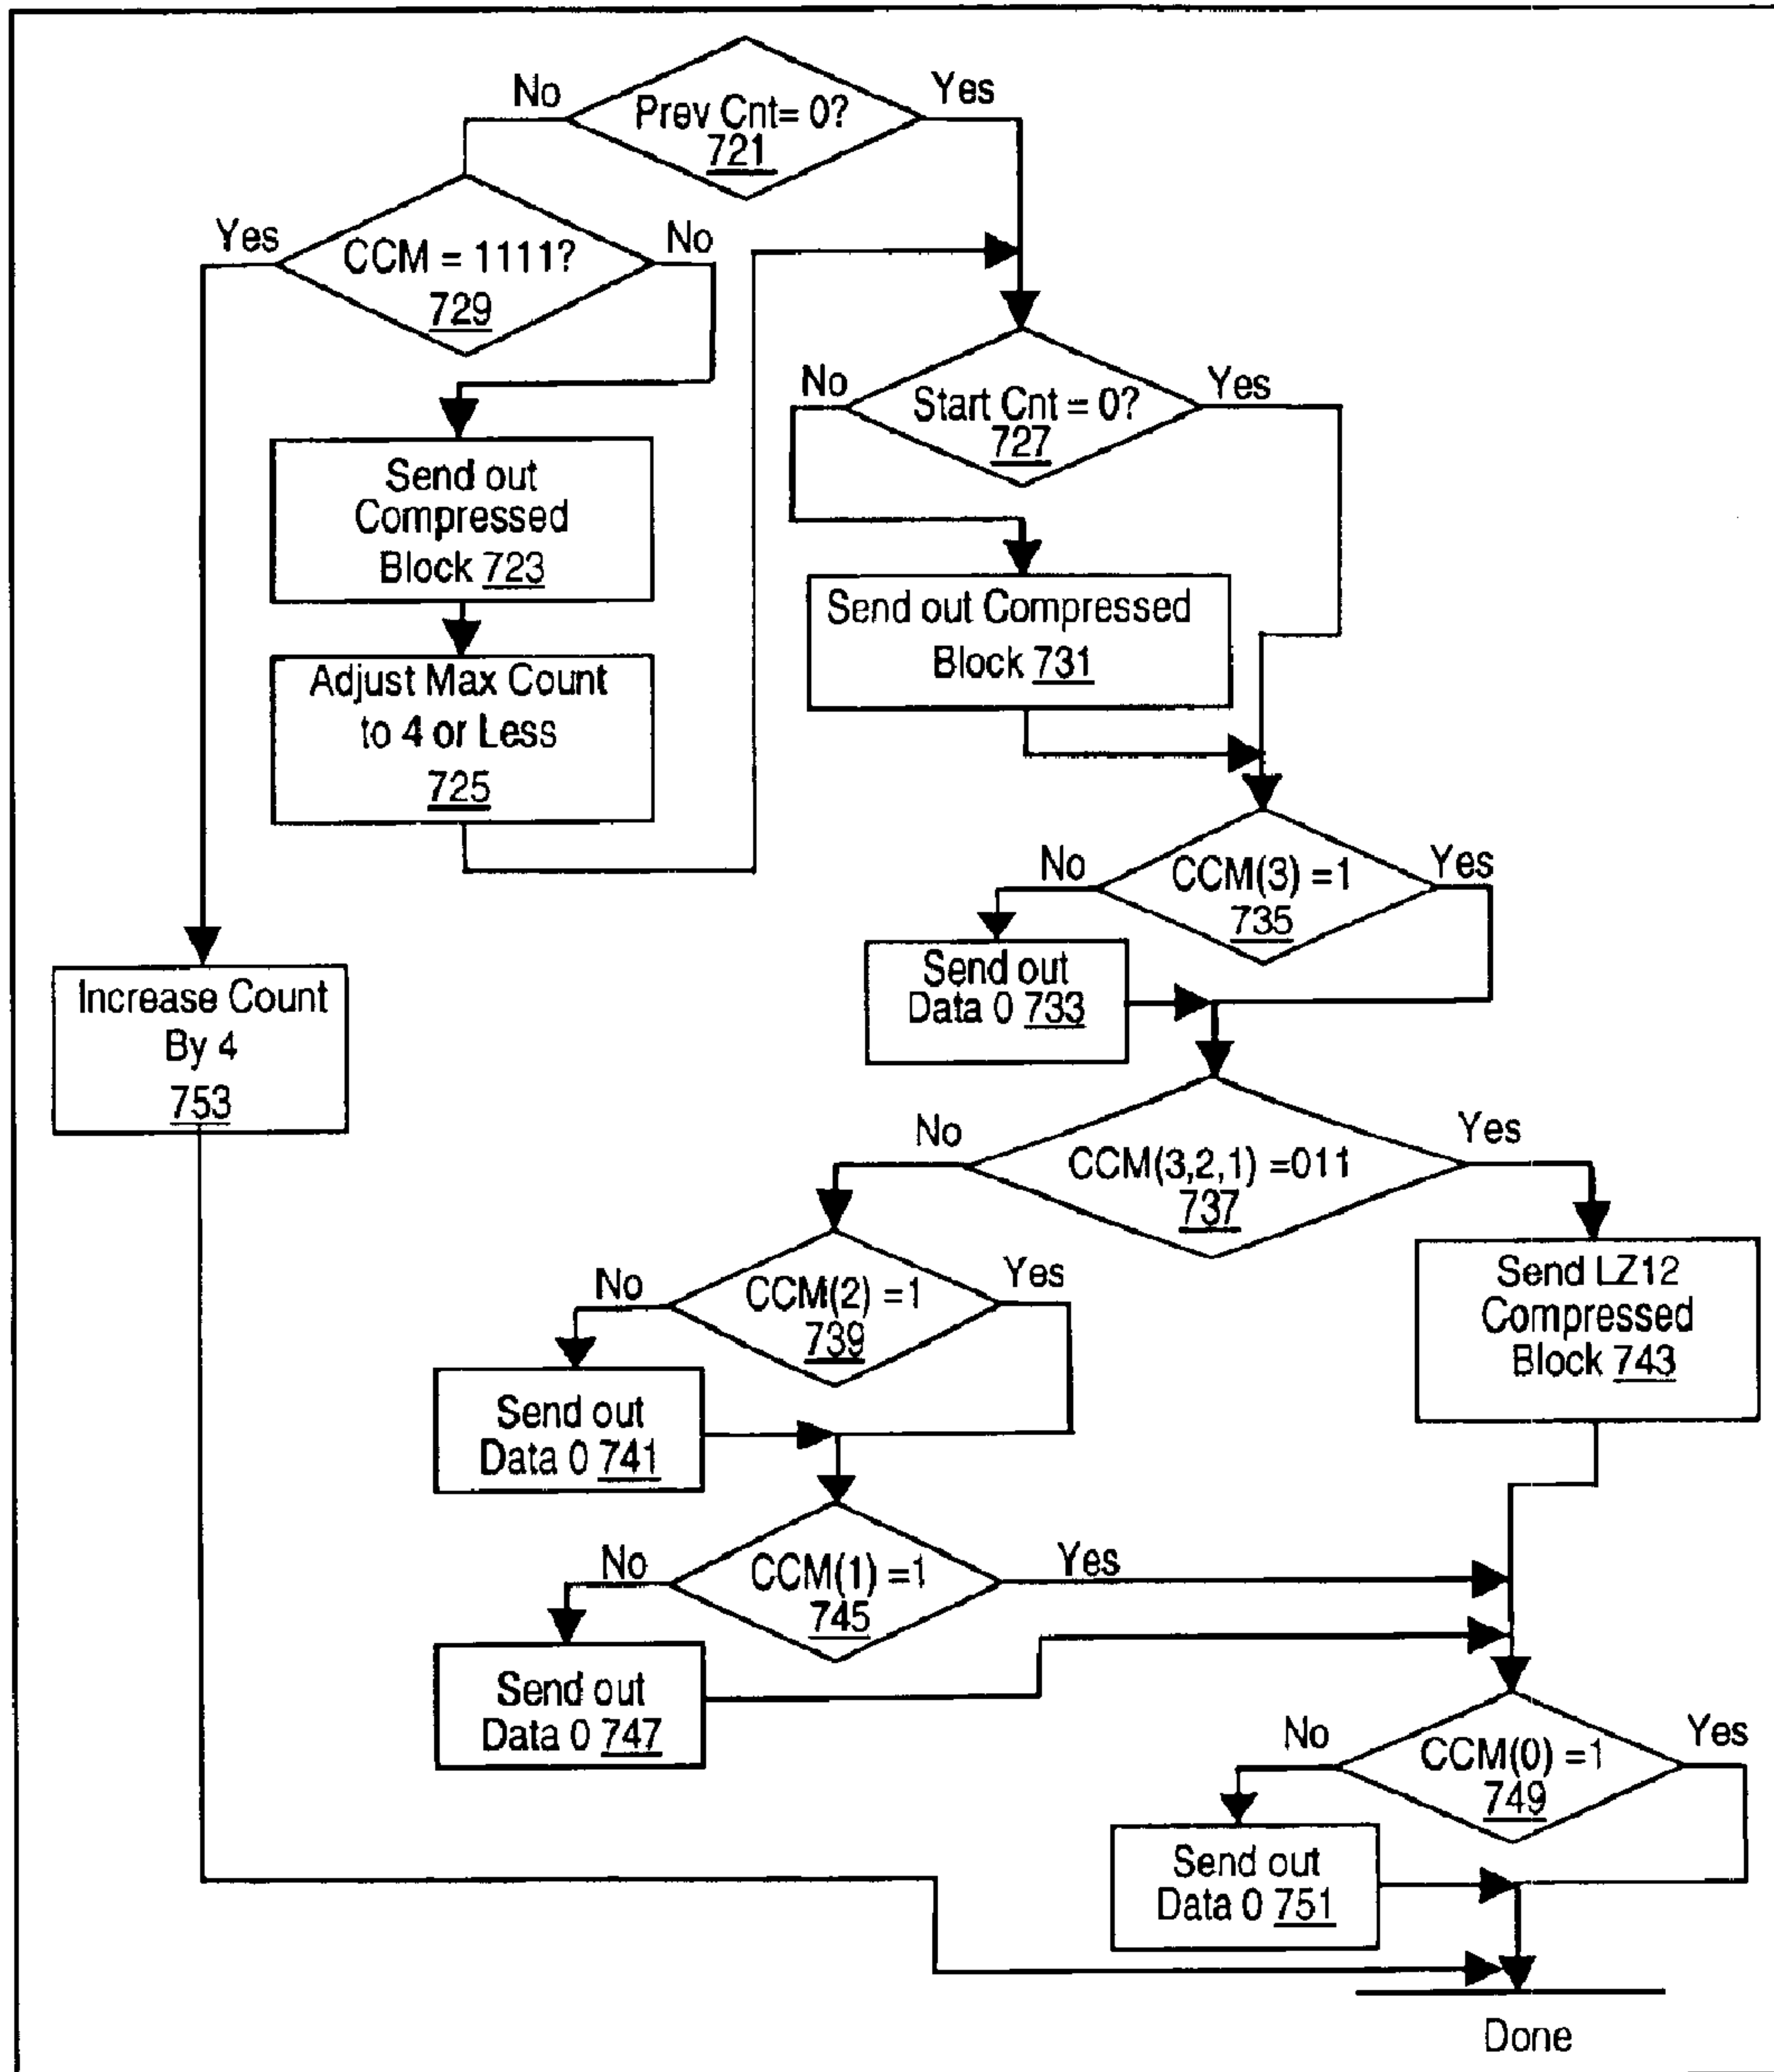 No
Yes
Prev Cnt= 0?
721
Yes
CCM = 1111?
No
729
No
Start Cnt = 0?
Yes
727
Send out
Compressed
Block 723
Send out Compressed
Block 731
Adjust Max Count
to 4 or Less
725
No
CCM(3) =1
Yes
735
Send out
Data 0 733
Increase Count
By 4
753
No
CCM(3,2,1) =011
Yes
737
No
CCM(2) =1
Yes
739
Send LZ12
Compressed
Block 743
Send out
Data 0 741
No
CCM(1) =1
Yes
745
Send out
Data 0 747
No
CCM(0) =1
Yes
749
Send out
Data 0 751
Done